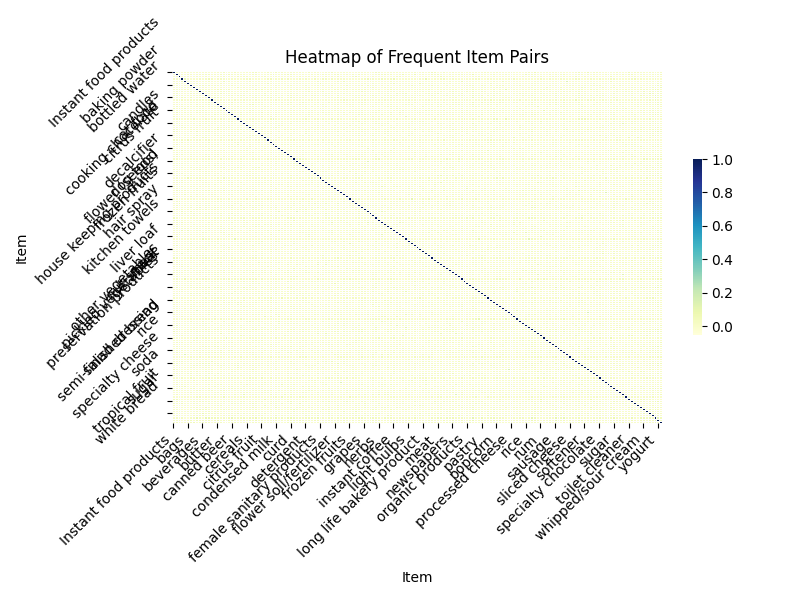 Heatmap of Frequent Item Pairs
Item
Instant food products
baking powder
bottled water
candles
citrus fruit
cooking chocolate
decalcifier
frozen fruits
hair spray
house keeping products
kitchen towels
liver loaf
other vegetables
preservation products
rice
salad dressing
semi-finished bread
soda
specialty cheese
sugar
tropical fruit
white bread
Instant food products
bags
beverages
butter
canned beer
cereals
citrus fruit
condensed milk
curd
detergent
female sanitary products
flower soil/fertilizer
frozen fruits
grapes
herbs
instant coffee
light bulbs
long life bakery product
meat
newspapers
organic products
pastry
popcorn
processed cheese
rice
rum
sausage
sliced cheese
softener
specialty chocolate
sugar
toilet cleaner
whipped/sour cream
yogurt
Item
1.0
0.8
0.6
0.4
0.2
0.0